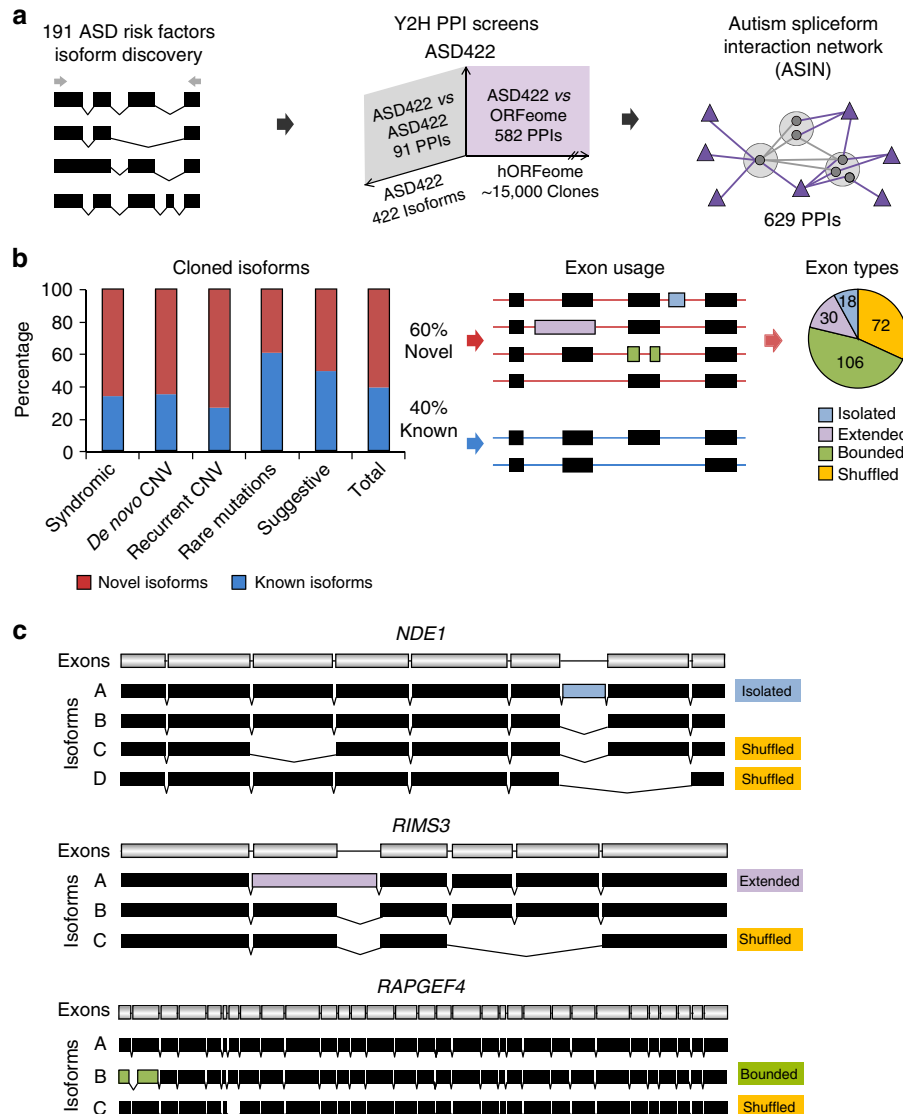 a
191 ASD risk factors
isoform discovery
Y2H PPI screens
ASD422
ASD422 vs
ASD422
91 PPIs
ASD422 vs
ORFeome
582 PPIs
ASD422
422 Isoforms
hORFeome
~15,000 Clones
Autism spliceform
interaction network
(ASIN)
629 PPIs
b
Cloned isoforms
Percentage
100
80
60
40
20
0
Syndromic
De novo CNV
Recurrent CNV
Rare mutations
Suggestive
Total
Novel isoforms
Known isoforms
60%
Novel
40%
Known
Exon usage
Exon types
18
30
72
106
Isolated
Extended
Bounded
Shuffled
c
NDE1
Exons
Isoforms
A
Isolated
B
C
Shuffled
D
Shuffled
RIMS3
Exons
Isoforms
A
Extended
B
C
Shuffled
RAPGEF4
Exons
Isoforms
A
B
Bounded
C
Shuffled